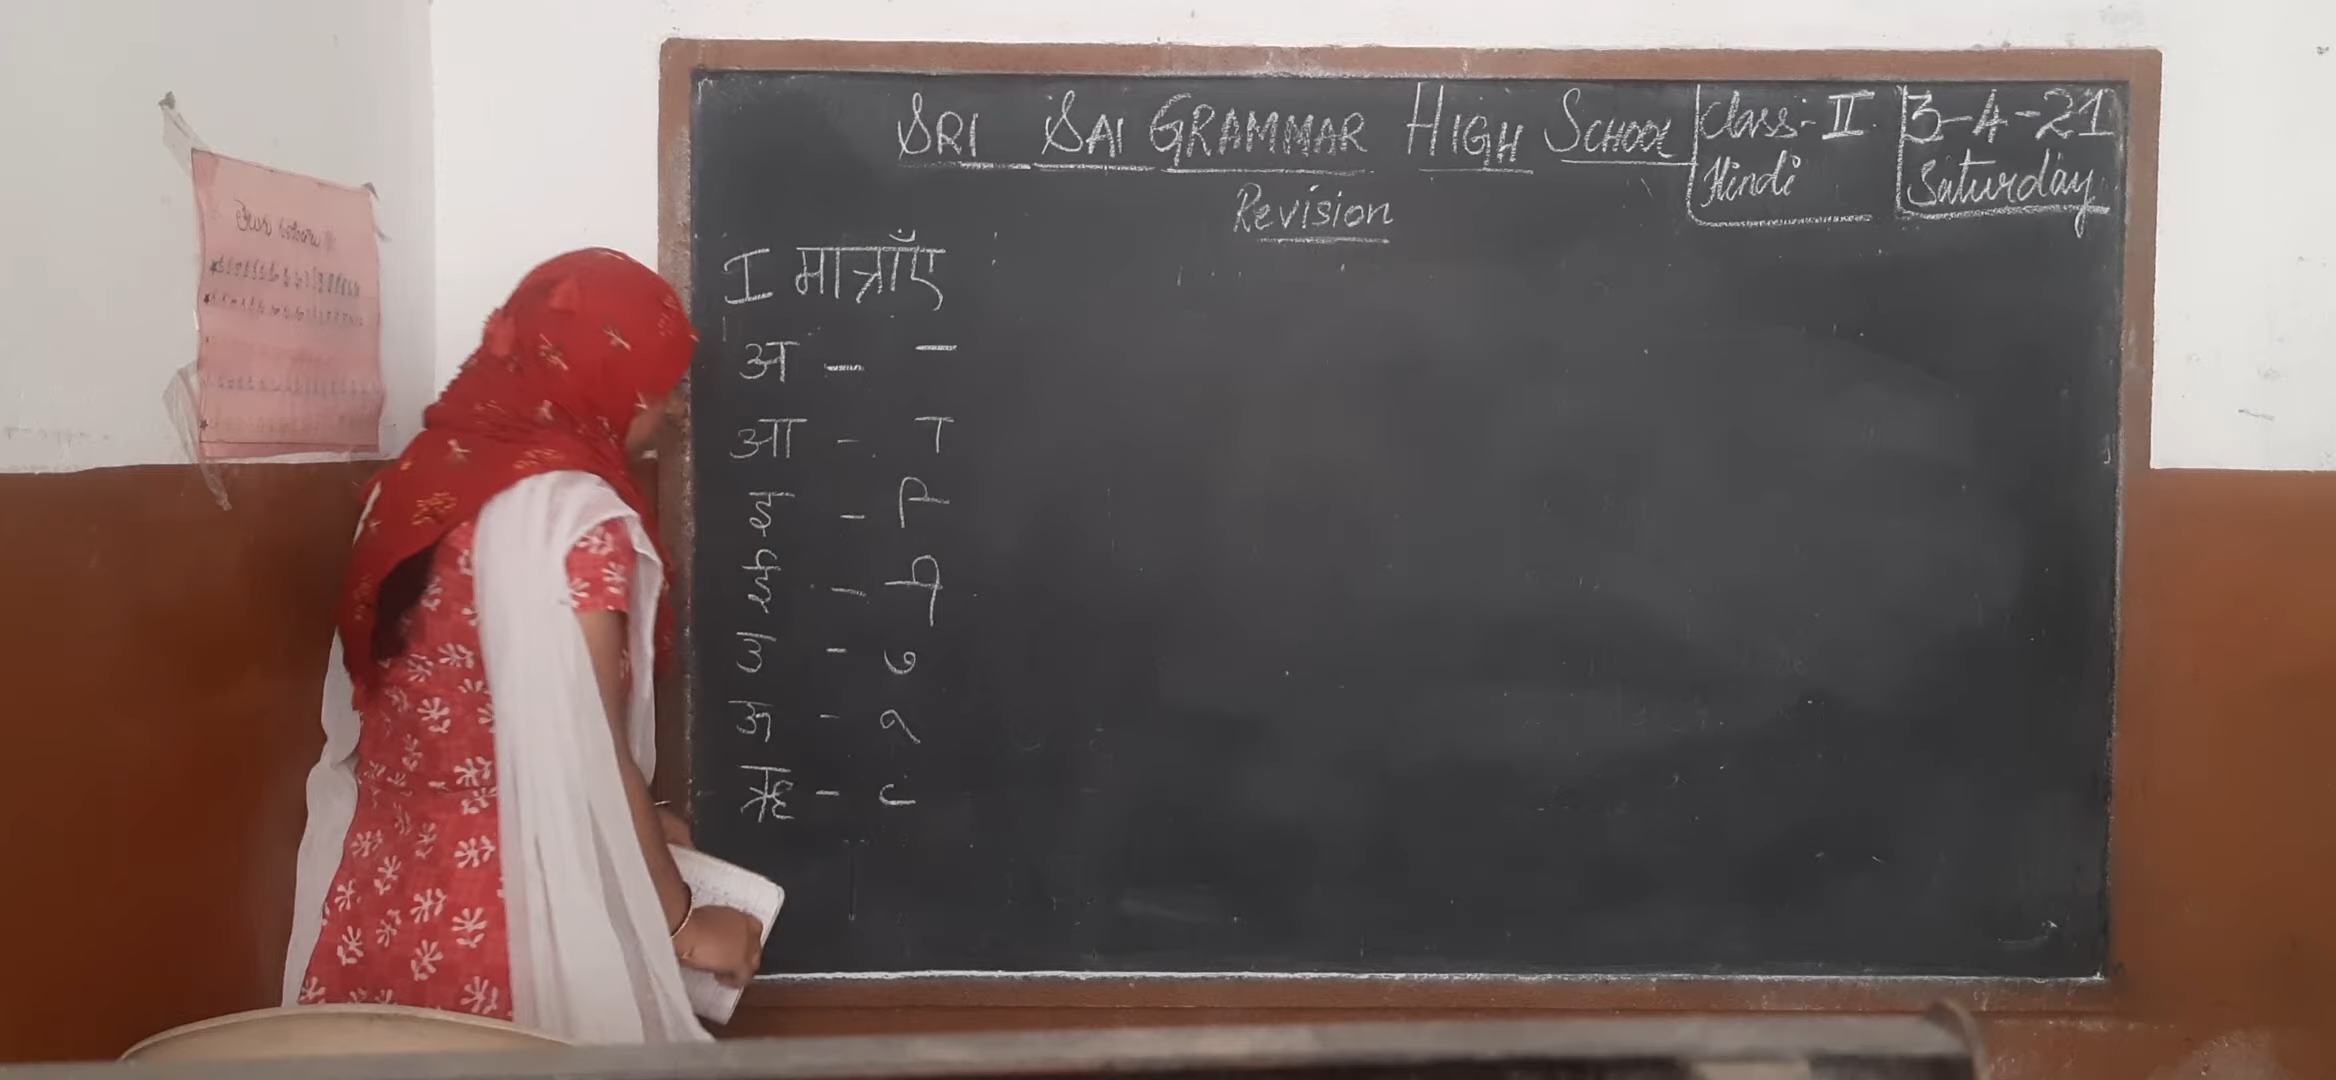 SRI SAI GRAMMAR HIGH SCHOOL
Class:- II
Hindi
3-4-21
Saturday
Revision
I मात्राएँ
अ - -
आ - ा
इ - ि
ई - ी
उ - ु
ऊ - ू
ऋ - ृ